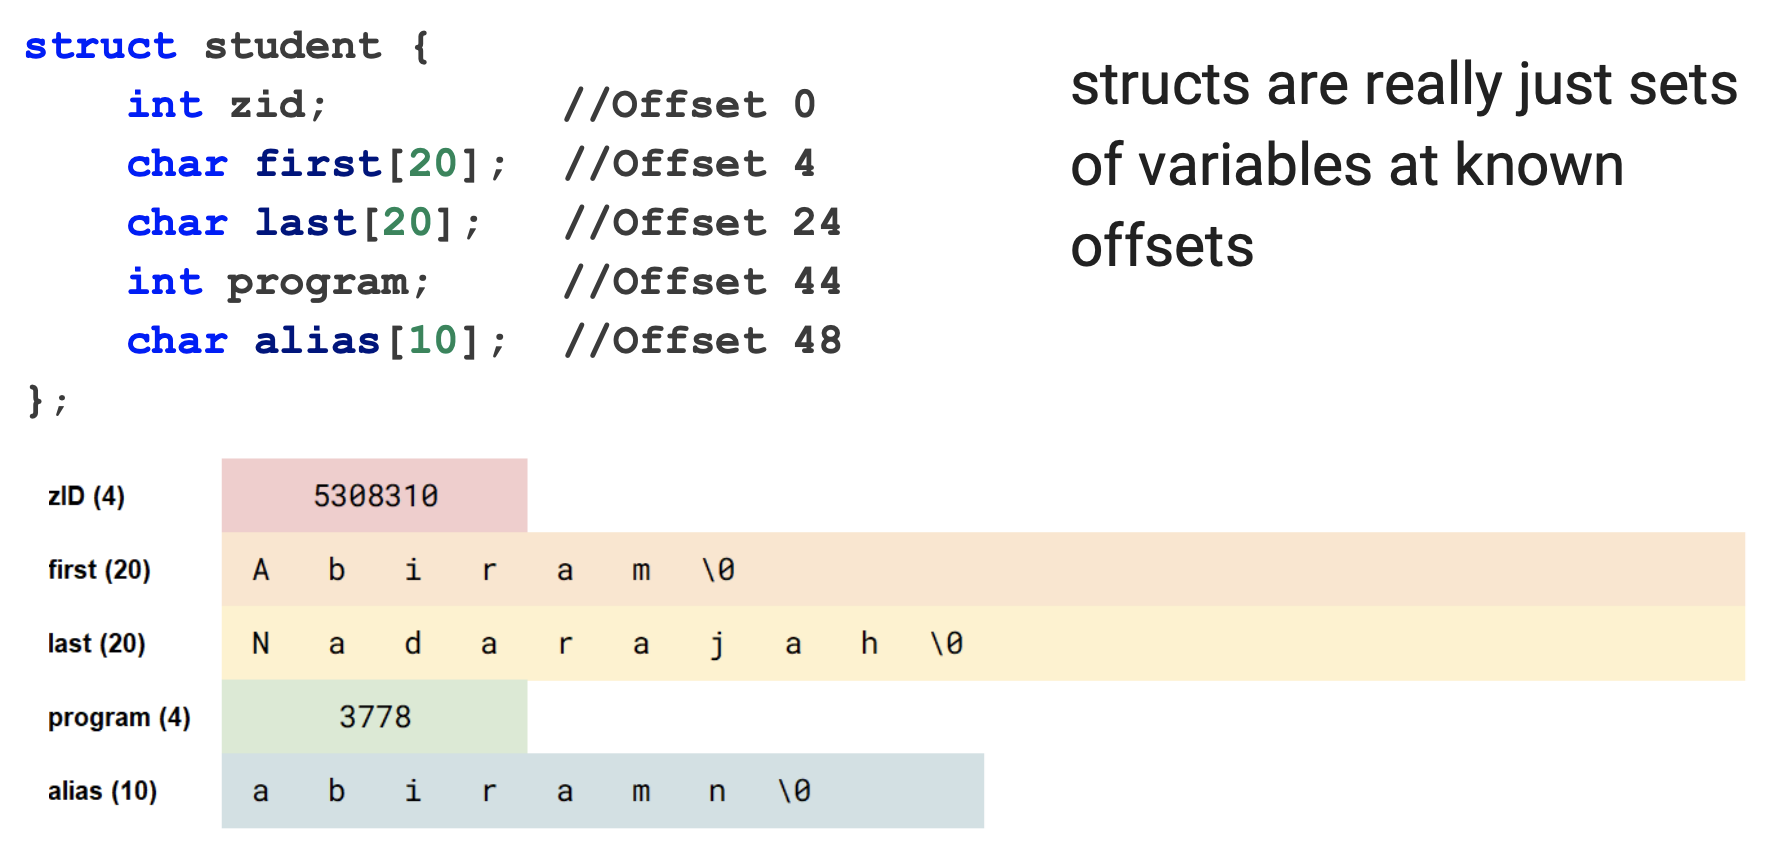 struct student {
int zid; //Offset 0
char first[20]; //Offset 4
char last[20]; //Offset 24
int program; //Offset 44
char alias[10]; //Offset 48
};
structs are really just sets
of variables at known
offsets
zID (4) 5308310
first (20) A b i r a m \0
last (20) N a d a r a j a h \0
program (4) 3778
alias (10) a b i r a m n \0